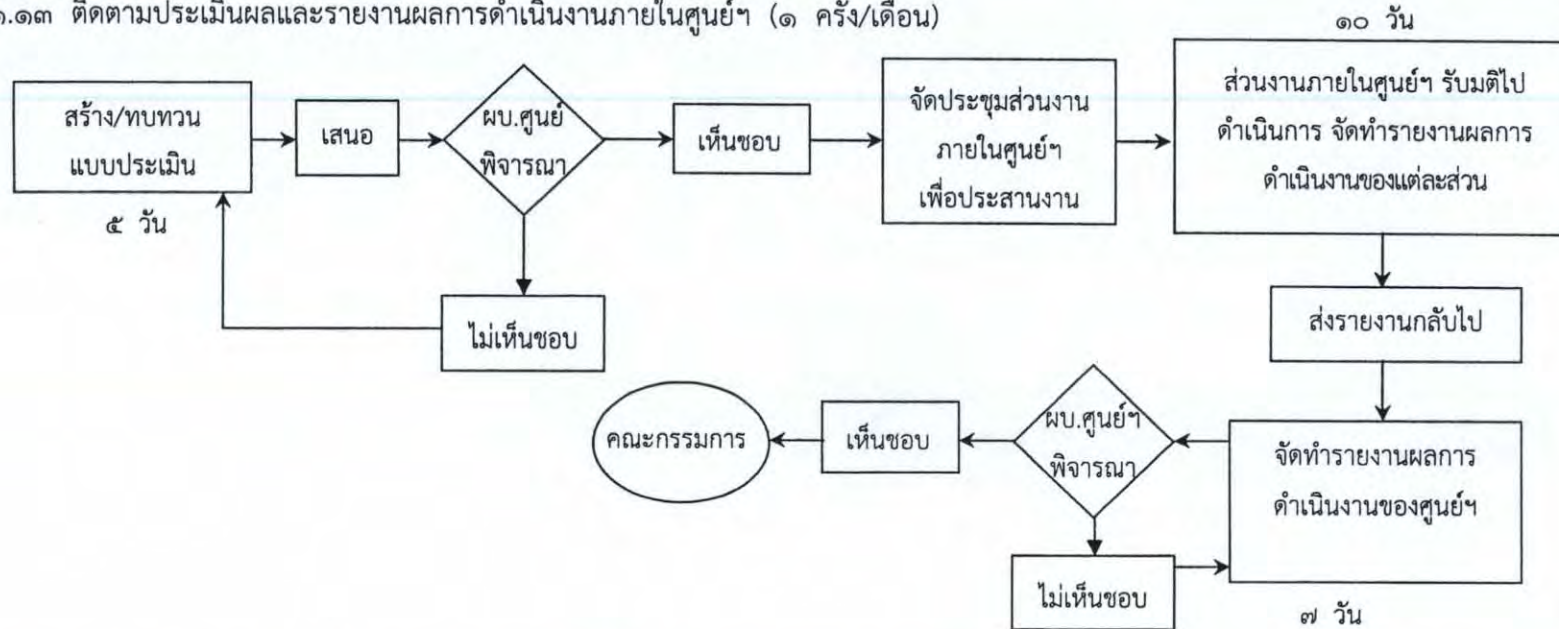 .๑๓ ติดตามประเมินผลและรายงานผลการดำเนินงานภายในศูนย์ฯ (๑ ครั้ง/เดือน)
๑๐ วัน
สร้าง/ทบทวน
แบบประเมิน
๕ วัน
เสนอ
ผบ.ศูนย์
พิจารณา
เห็นชอบ
ไม่เห็นชอบ
จัดประชุมส่วนงาน
ภายในศูนย์ฯ
เพื่อประสานงาน
ส่วนงานภายในศูนย์ฯ รับมติไป
ดำเนินการ จัดทำรายงานผลการ
ดำเนินงานของแต่ละส่วน
ส่งรายงานกลับไป
จัดทำรายงานผลการ
ดำเนินงานของศูนย์ฯ
๗ วัน
ผบ.ศูนย์ฯ
พิจารณา
ไม่เห็นชอบ
เห็นชอบ
คณะกรรมการ